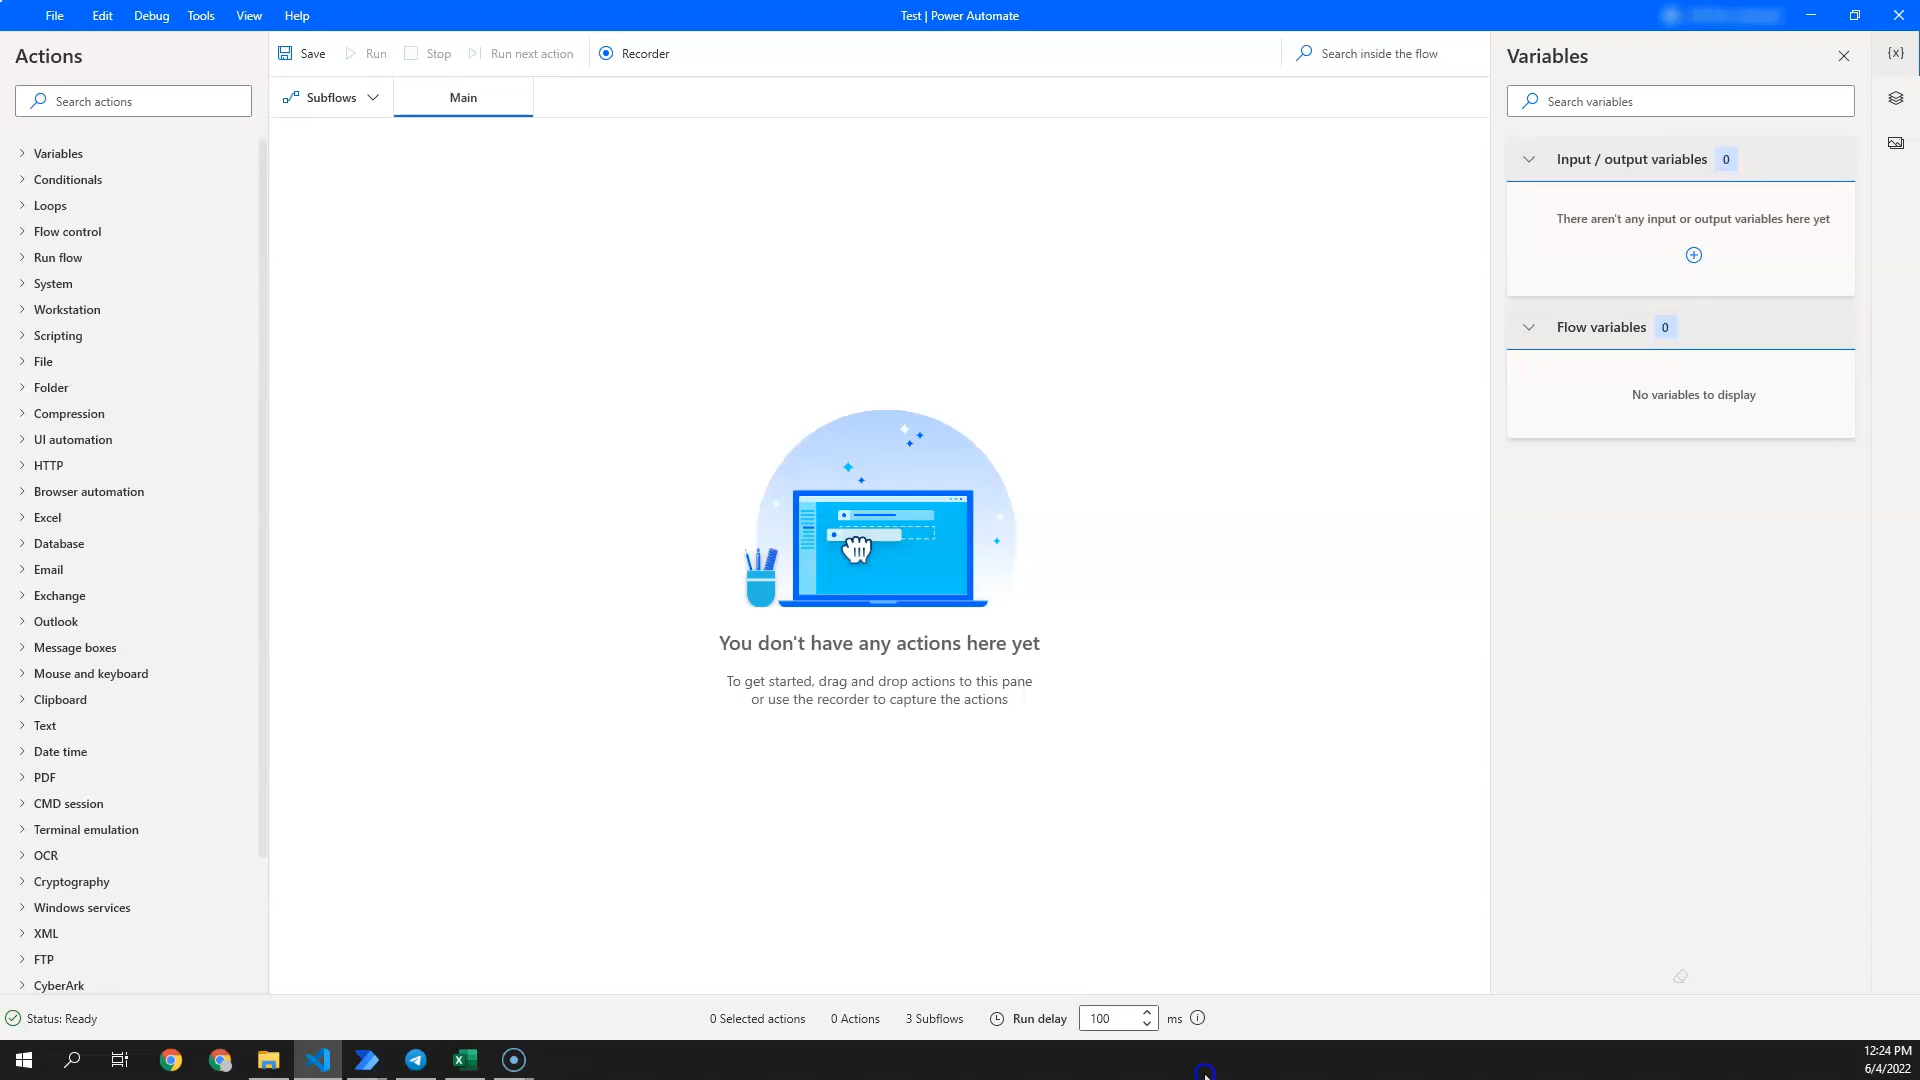 File Edit Debug Tools View Help
Test | Power Automate
Actions
Search actions
Variables
Conditionals
Loops
Flow control
Run flow
System
Workstation
Scripting
File
Folder
Compression
UI automation
HTTP
Browser automation
Excel
Database
Email
Exchange
Outlook
Message boxes
Mouse and keyboard
Clipboard
Text
Date time
PDF
CMD session
Terminal emulation
OCR
Cryptography
Windows services
XML
FTP
CyberArk
Save Run Stop Run next action Recorder
Search inside the flow
Subflows Main
You don't have any actions here yet
To get started, drag and drop actions to this pane
or use the recorder to capture the actions
Variables
{x}
Search variables
Input / output variables 0
There aren't any input or output variables here yet
Flow variables 0
No variables to display
Status: Ready
0 Selected actions 0 Actions 3 Subflows Run delay 100 ms
12:24 PM
6/4/2022